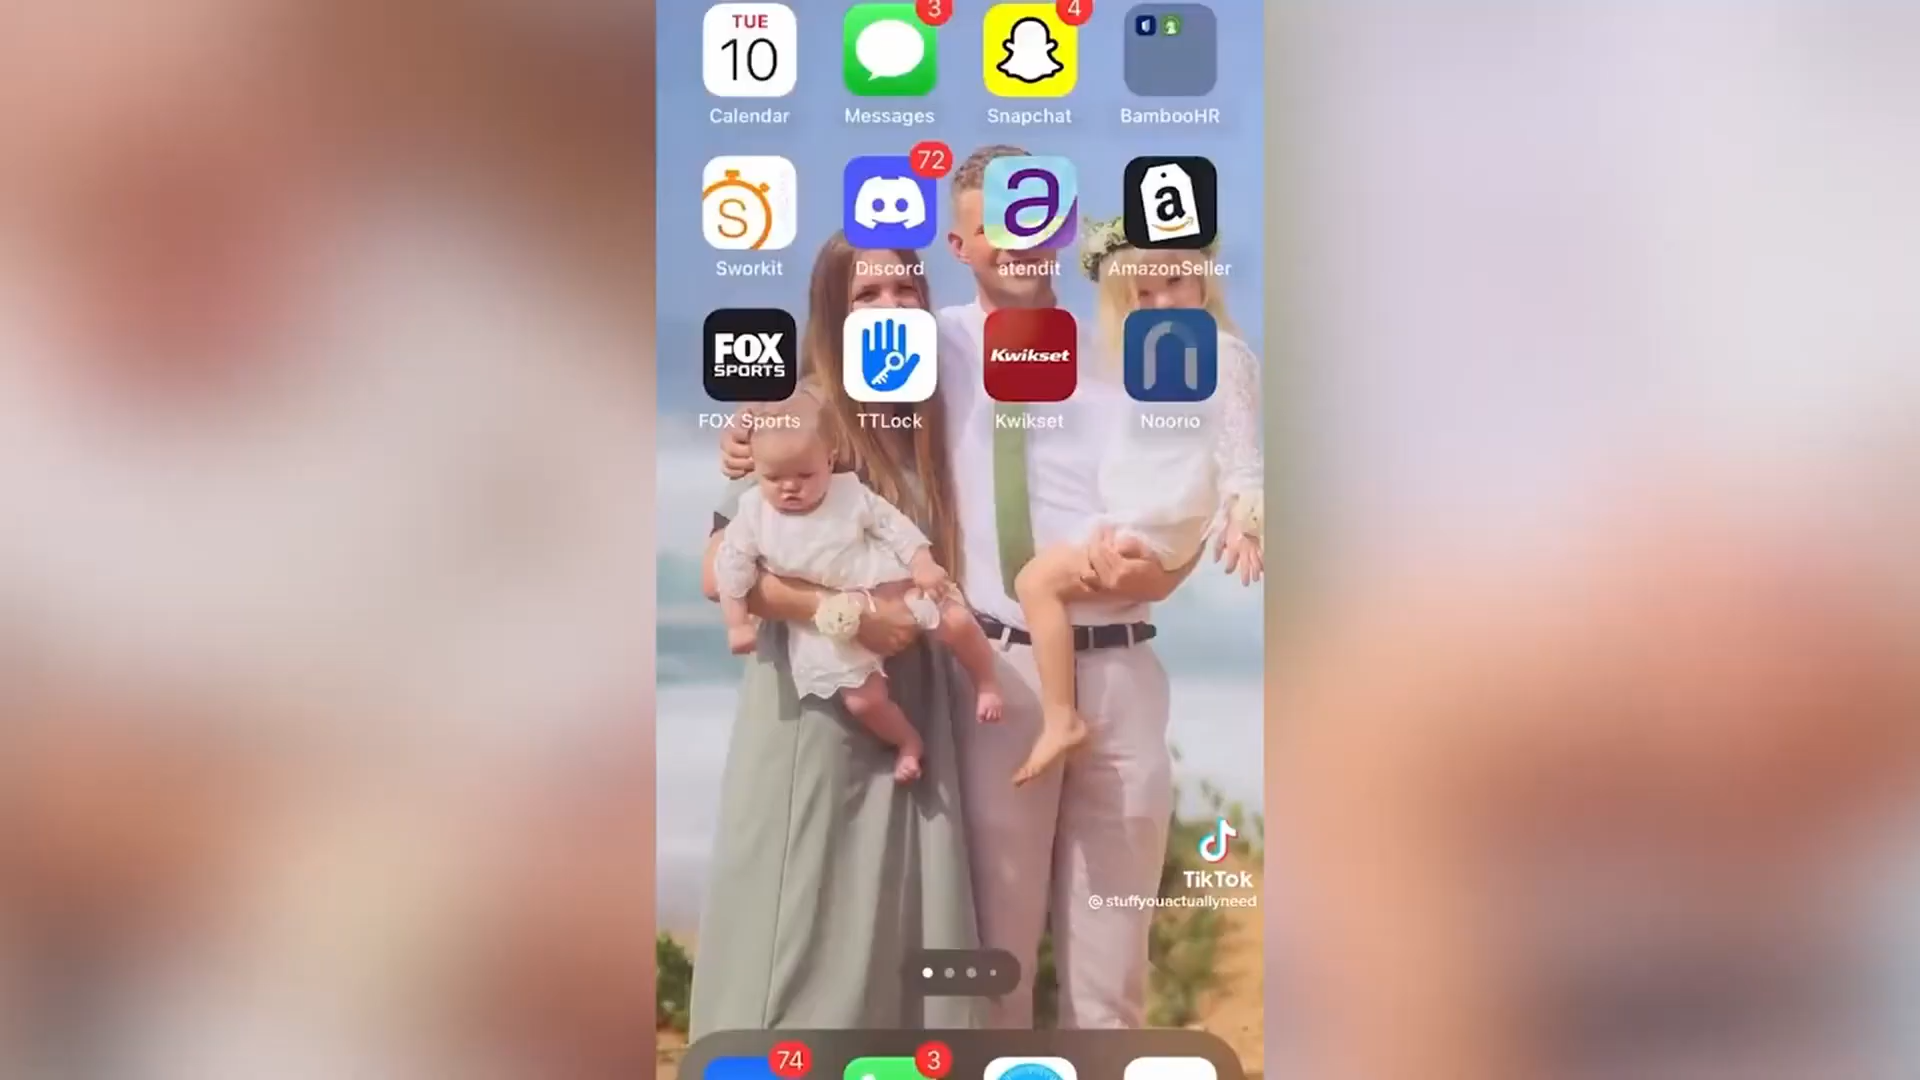 3
4
TUE
10
Calendar
Messages
Snapchat
BambooHR
72
S
a
a
Sworkit
Discord
atendit
AmazonSeller
FOX
SPORTS
Kwikset
n
FOX Sports
TTLock
Kwikset
Noorio
TikTok
@stuffyouactuallyneed
74
3